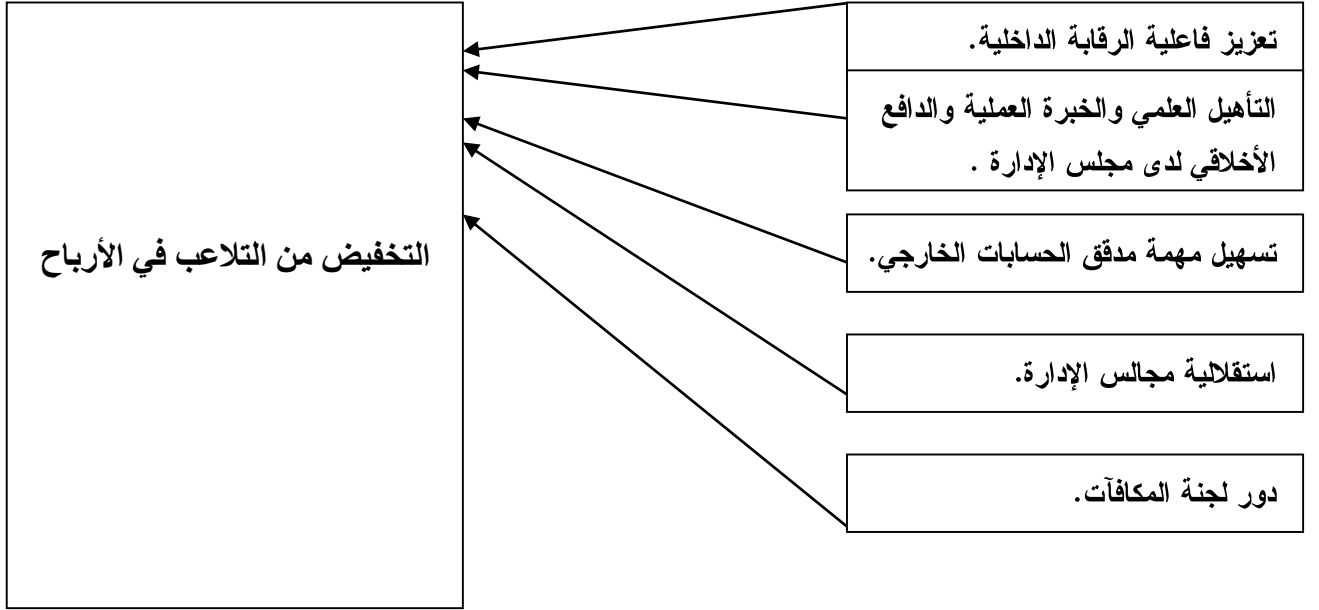 تعزيز فاعلية الرقابة الداخلية.
التأهيل العلمي والخبرة العملية والدافع
الأخلاقي لدى مجلس الإدارة .
تسهيل مهمة مدقق الحسابات الخارجي.
استقلالية مجالس الإدارة.
دور لجنة المكافآت.
التخفيض من التلاعب في الأرباح